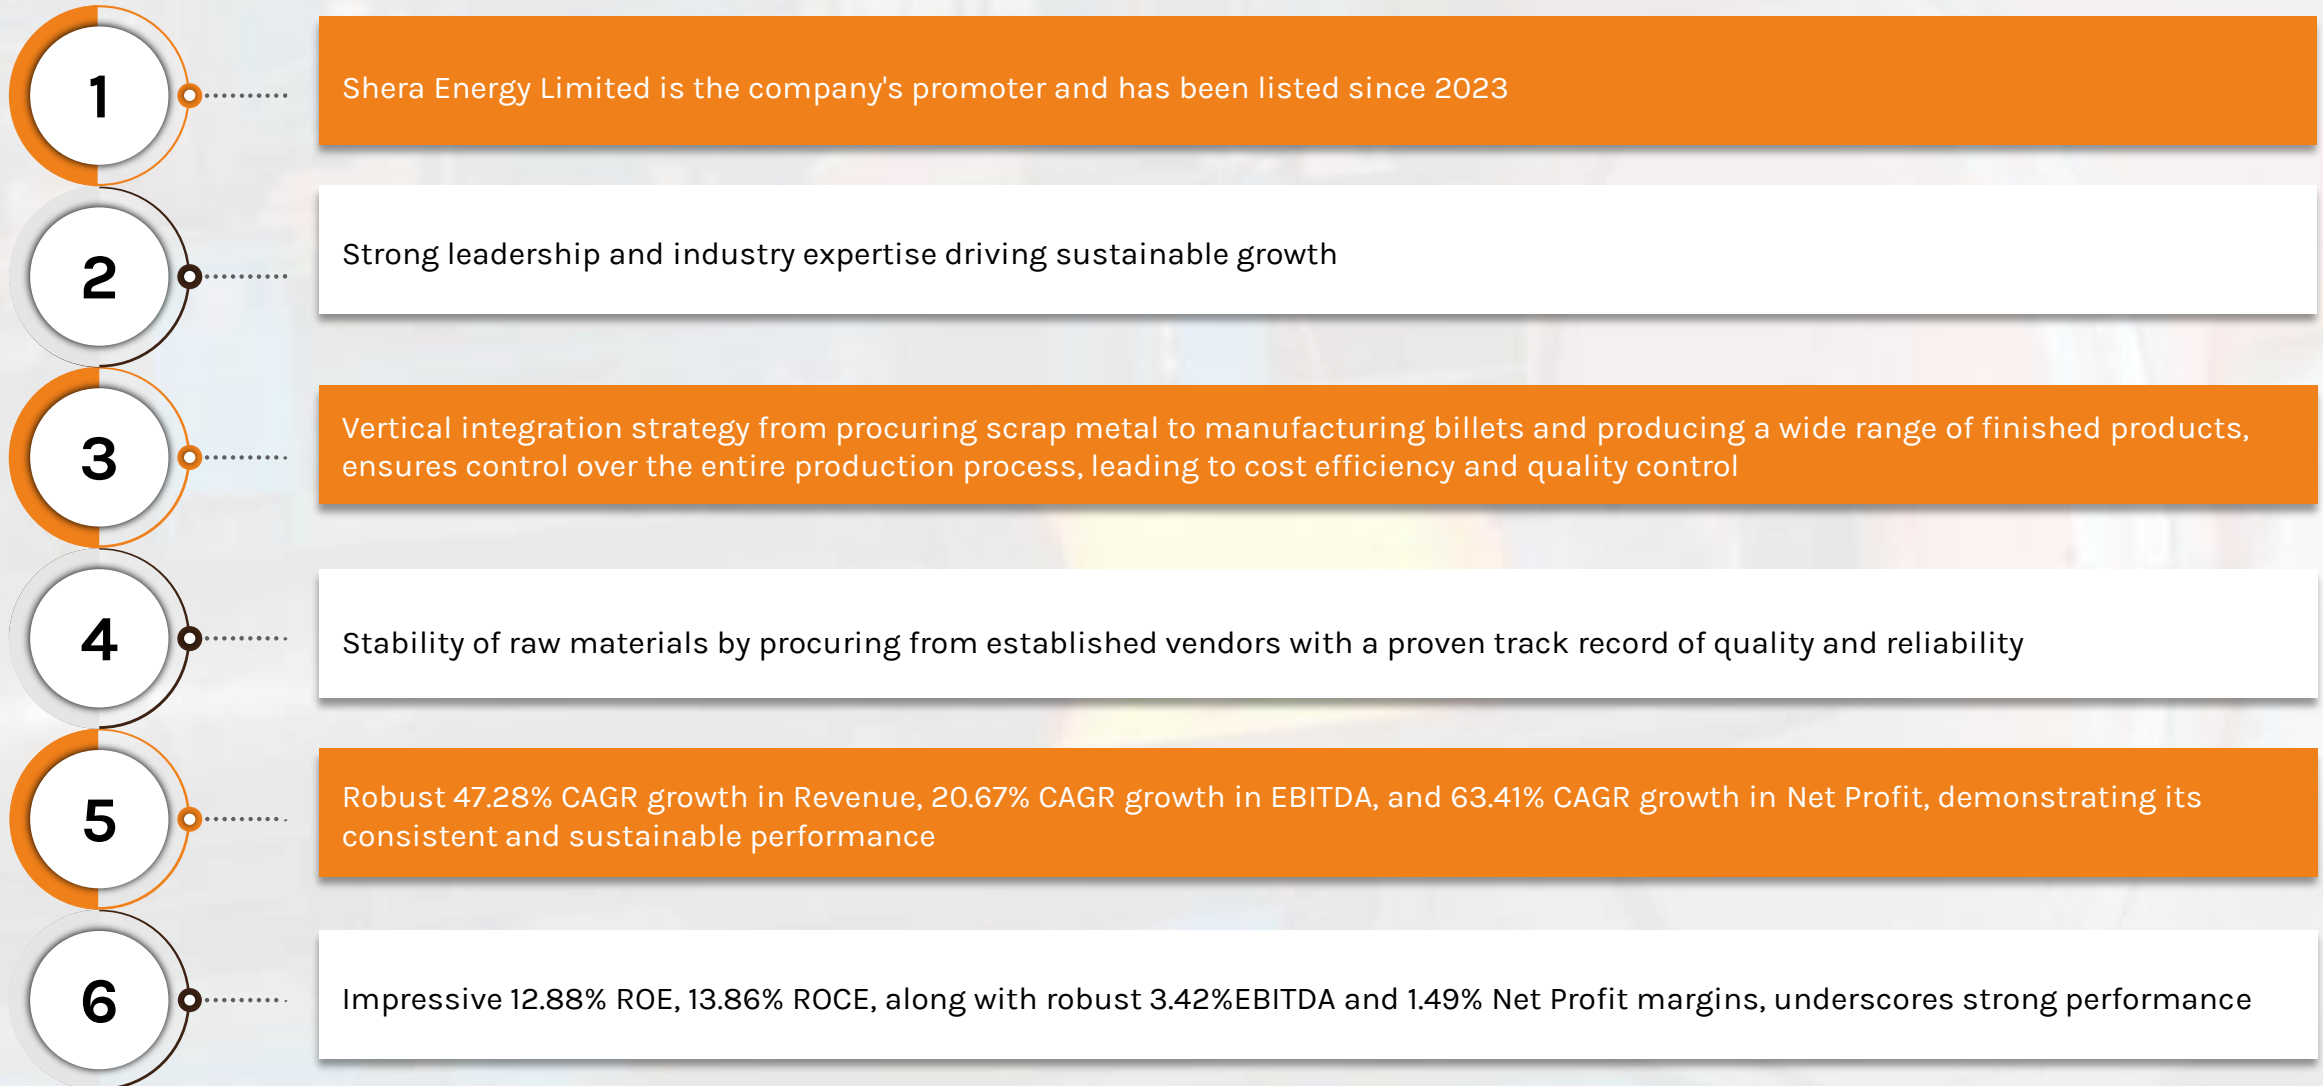 1
Shera Energy Limited is the company's promoter and has been listed since 2023
2
Strong leadership and industry expertise driving sustainable growth
3
Vertical integration strategy from procuring scrap metal to manufacturing billets and producing a wide range of finished products,
ensures control over the entire production process, leading to cost efficiency and quality control
4
Stability of raw materials by procuring from established vendors with a proven track record of quality and reliability
5
Robust 47.28% CAGR growth in Revenue, 20.67% CAGR growth in EBITDA, and 63.41% CAGR growth in Net Profit, demonstrating its
consistent and sustainable performance
6
Impressive 12.88% ROE, 13.86% ROCE, along with robust 3.42%EBITDA and 1.49% Net Profit margins, underscores strong performance